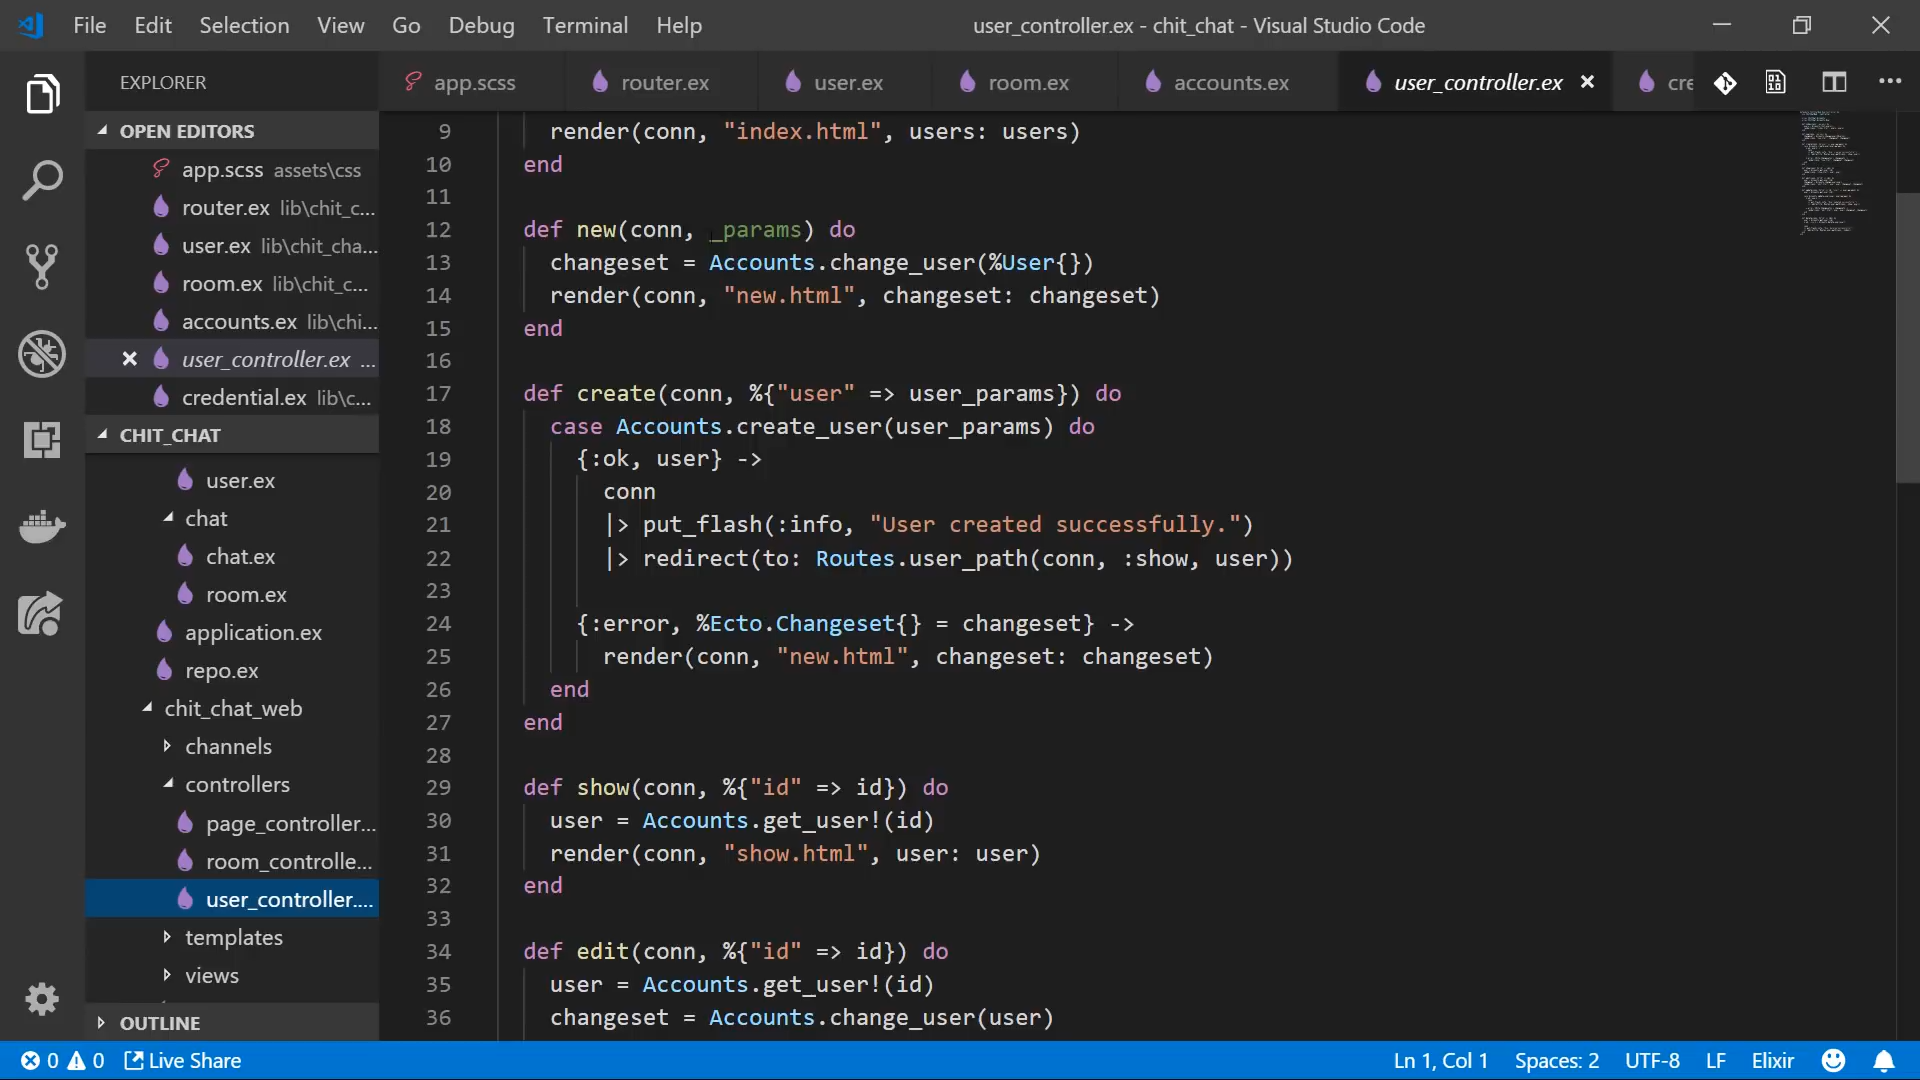 File Edit Selection View Go Debug Terminal Help
user_controller.ex - chit_chat - Visual Studio Code
EXPLORER
app.scss
router.ex
user.ex
room.ex
accounts.ex
user_controller.ex
cre
OPEN EDITORS
app.scss assets\css
router.ex lib\chit_c...
user.ex lib\chit_cha...
room.ex lib\chit_c...
accounts.ex lib\chi...
user_controller.ex ...
credential.ex lib\c...
CHIT_CHAT
user.ex
chat
chat.ex
room.ex
application.ex
repo.ex
chit_chat_web
channels
controllers
page_controller...
room_controlle...
user_controller....
templates
views
OUTLINE
9 render(conn, "index.html", users: users)
10 end
11
12 def new(conn, _params) do
13 changeset = Accounts.change_user(%User{})
14 render(conn, "new.html", changeset: changeset)
15 end
16
17 def create(conn, %{"user" => user_params}) do
18 case Accounts.create_user(user_params) do
19 {:ok, user} ->
20 conn
21 |> put_flash(:info, "User created successfully.")
22 |> redirect(to: Routes.user_path(conn, :show, user))
23
24 {:error, %Ecto.Changeset{} = changeset} ->
25 render(conn, "new.html", changeset: changeset)
26 end
27 end
28
29 def show(conn, %{"id" => id}) do
30 user = Accounts.get_user!(id)
31 render(conn, "show.html", user: user)
32 end
33
34 def edit(conn, %{"id" => id}) do
35 user = Accounts.get_user!(id)
36 changeset = Accounts.change_user(user)
0 0 Live Share
Ln 1, Col 1 Spaces: 2 UTF-8 LF Elixir